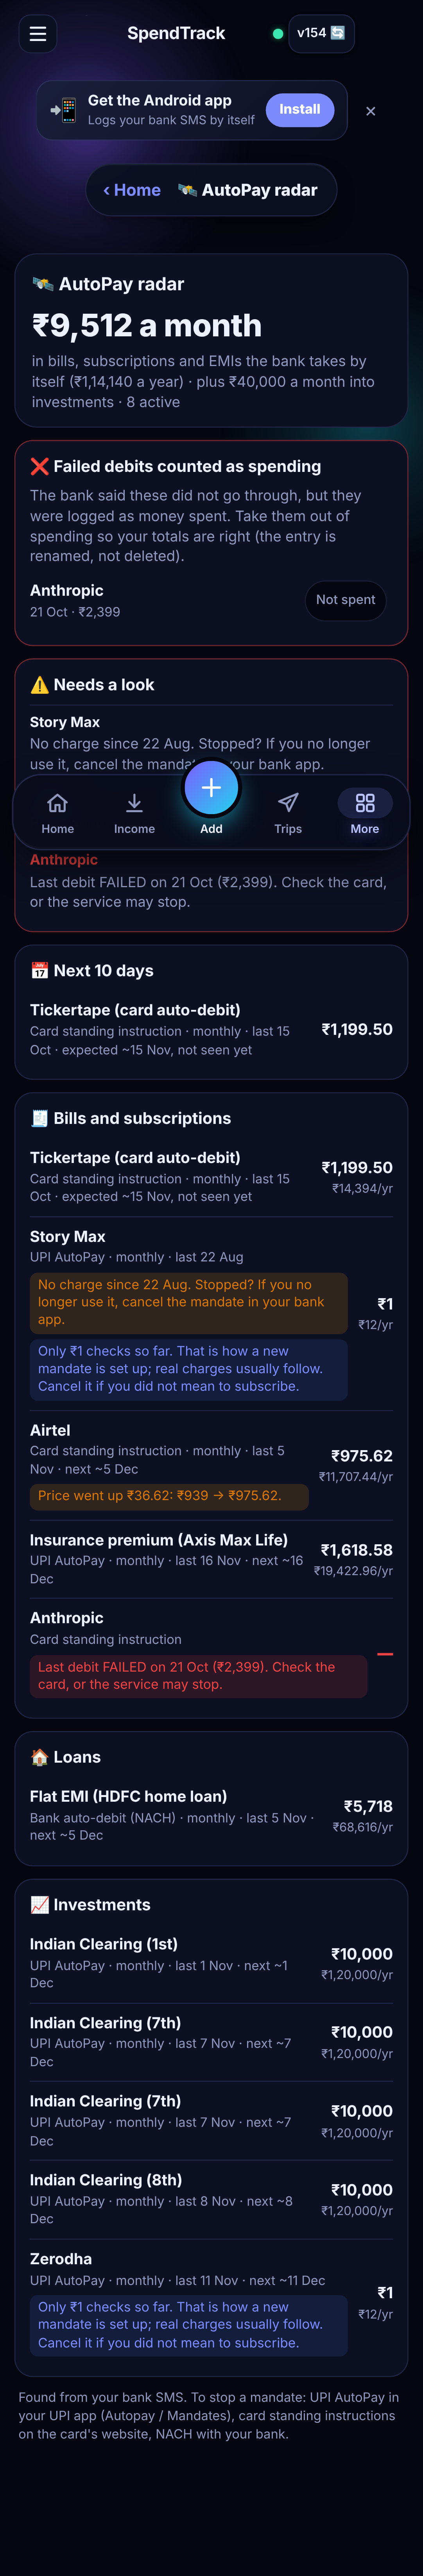 SpendTrack
v154 🔄
📲 Get the Android app
Logs your bank SMS by itself
Install
×
‹ Home 🛰️ AutoPay radar
🛰️ AutoPay radar
₹9,512 a month
in bills, subscriptions and EMIs the bank takes by
itself (₹1,14,140 a year) · plus ₹40,000 a month into
investments · 8 active
❌ Failed debits counted as spending
The bank said these did not go through, but they
were logged as money spent. Take them out of
spending so your totals are right (the entry is
renamed, not deleted).
Anthropic
21 Oct · ₹2,399
Not spent
⚠️ Needs a look
Story Max
No charge since 22 Aug. Stopped? If you no longer
use it, cancel the your bank app.
Home
Income
Add
Trips
More
Anthropic
Last debit FAILED on 21 Oct (₹2,399). Check the card,
or the service may stop.
📅 Next 10 days
Tickertape (card auto-debit)
Card standing instruction · monthly · last 15
Oct · expected ~15 Nov, not seen yet
₹1,199.50
🧾 Bills and subscriptions
Tickertape (card auto-debit)
Card standing instruction · monthly · last 15
Oct · expected ~15 Nov, not seen yet
₹1,199.50
₹14,394/yr
Story Max
UPI AutoPay · monthly · last 22 Aug
No charge since 22 Aug. Stopped? If you no
longer use it, cancel the mandate in your bank
app.
Only ₹1 checks so far. That is how a new
mandate is set up; real charges usually follow.
Cancel it if you did not mean to subscribe.
₹1
₹12/yr
Airtel
Card standing instruction · monthly · last 5
Nov · next ~5 Dec
Price went up ₹36.62: ₹939 → ₹975.62.
₹975.62
₹11,707.44/yr
Insurance premium (Axis Max Life)
UPI AutoPay · monthly · last 16 Nov · next ~16
Dec
₹1,618.58
₹19,422.96/yr
Anthropic
Card standing instruction
Last debit FAILED on 21 Oct (₹2,399). Check the
card, or the service may stop.
—
🏠 Loans
Flat EMI (HDFC home loan)
Bank auto-debit (NACH) · monthly · last 5 Nov ·
next ~5 Dec
₹5,718
₹68,616/yr
📈 Investments
Indian Clearing (1st)
UPI AutoPay · monthly · last 1 Nov · next ~1
Dec
₹10,000
₹1,20,000/yr
Indian Clearing (7th)
UPI AutoPay · monthly · last 7 Nov · next ~7
Dec
₹10,000
₹1,20,000/yr
Indian Clearing (7th)
UPI AutoPay · monthly · last 7 Nov · next ~7
Dec
₹10,000
₹1,20,000/yr
Indian Clearing (8th)
UPI AutoPay · monthly · last 8 Nov · next ~8
Dec
₹10,000
₹1,20,000/yr
Zerodha
UPI AutoPay · monthly · last 11 Nov · next ~11 Dec
Only ₹1 checks so far. That is how a new
mandate is set up; real charges usually follow.
Cancel it if you did not mean to subscribe.
₹1
₹12/yr
Found from your bank SMS. To stop a mandate: UPI AutoPay in
your UPI app (Autopay / Mandates), card standing instructions
on the card's website, NACH with your bank.